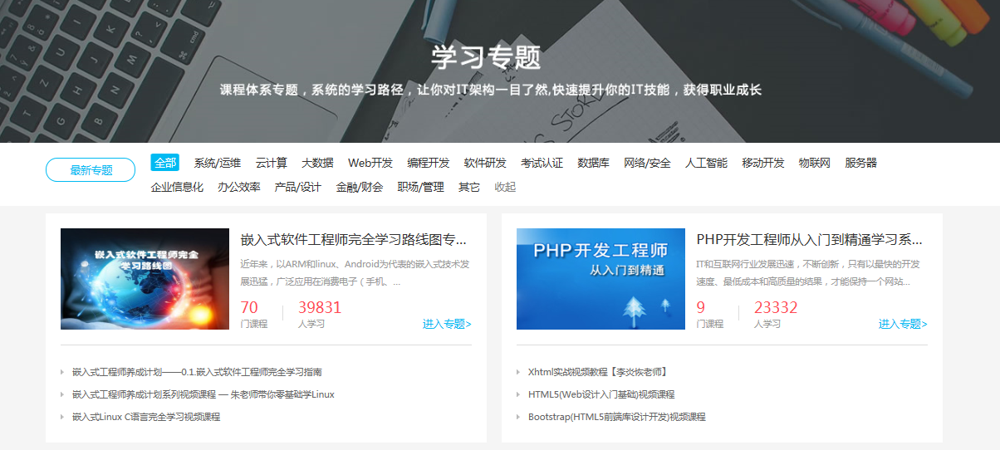 学习专题
课程体系专题，系统的学习路径，让你对IT架构一目了然,快速提升你的IT技能，获得职业成长
最新专题 全部 系统/运维 云计算 大数据 Web开发 编程开发 软件研发 考试认证 数据库 网络/安全 人工智能 移动开发 物联网 服务器
企业信息化 办公效率 产品/设计 金融/财会 职场/管理 其它 收起
嵌入式软件工程师完全
学习路线图
嵌入式软件工程师完全学习路线图专...
近年来，以ARM和linux、Android为代表的嵌入式技术发
展迅猛，广泛应用在消费电子（手机、...
70 39831
门课程 人学习 进入专题>
嵌入式工程师养成计划——0.1.嵌入式软件工程师完全学习指南
嵌入式工程师养成计划系列视频课程 — 朱老师带你零基础学Linux
嵌入式Linux C语言完全学习视频课程
PHP开发工程师
从入门到精通
PHP开发工程师从入门到精通学习系...
IT和互联网行业发展迅速，不断创新，只有以最快的开发
速度、最低成本和高质量的结果，才能保持一个网站...
9 23332
门课程 人学习 进入专题>
Xhtml实战视频教程【李炎恢老师】
HTML5(Web设计入门基础)视频课程
Bootstrap(HTML5前端库设计开发)视频课程